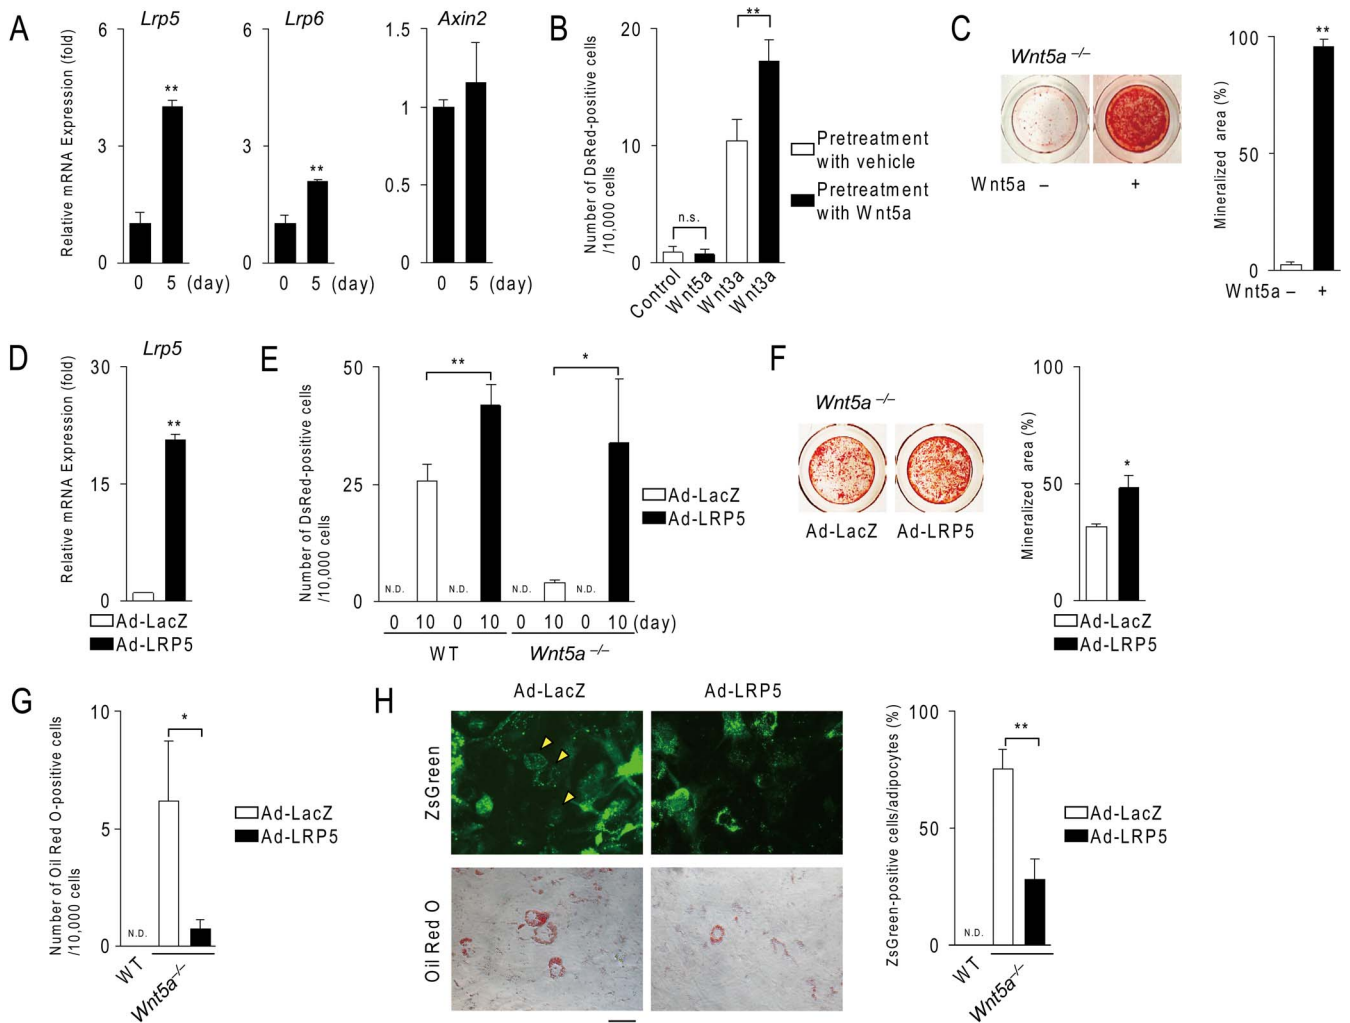 A
Lrp5
Lrp6
Axin2
Relative mRNA Expression (fold)
6
3
0
**
0 5 (day)
6
3
0
**
0 5 (day)
1.5
1
0.5
0
0 5 (day)
B
Number of DsRed-positive cells
/10,000 cells
20
10
0
n.s.
**
Control
Wnt5a
Wnt3a
Wnt3a
Pretreatment
with vehicle
Pretreatment
with Wnt5a
C
Wnt5a –/–
Wnt5a – +
Mineralized area (%)
100
50
0
**
Wnt5a – +
D
Lrp5
Relative mRNA Expression (fold)
30
15
0
**
Ad-LacZ
Ad-LRP5
E
Number of DsRed-positive cells
/10,000 cells
50
25
0
**
*
N.D. N.D. N.D. N.D.
0 10 0 10 0 10 0 10 (day)
WT Wnt5a –/–
Ad-LacZ
Ad-LRP5
F
Wnt5a –/–
Ad-LacZ Ad-LRP5
Mineralized area (%)
100
50
0
*
Ad-LacZ
Ad-LRP5
G
Number of Oil Red O-positive cells
/10,000 cells
10
5
0
*
N.D.
WT
Wnt5a–/–
Ad-LacZ
Ad-LRP5
H
Ad-LacZ Ad-LRP5
ZsGreen
Oil Red O
ZsGreen-positive cells/adipocytes (%)
100
50
0
**
N.D.
WT
Wnt5a–/–
Ad-LacZ
Ad-LRP5